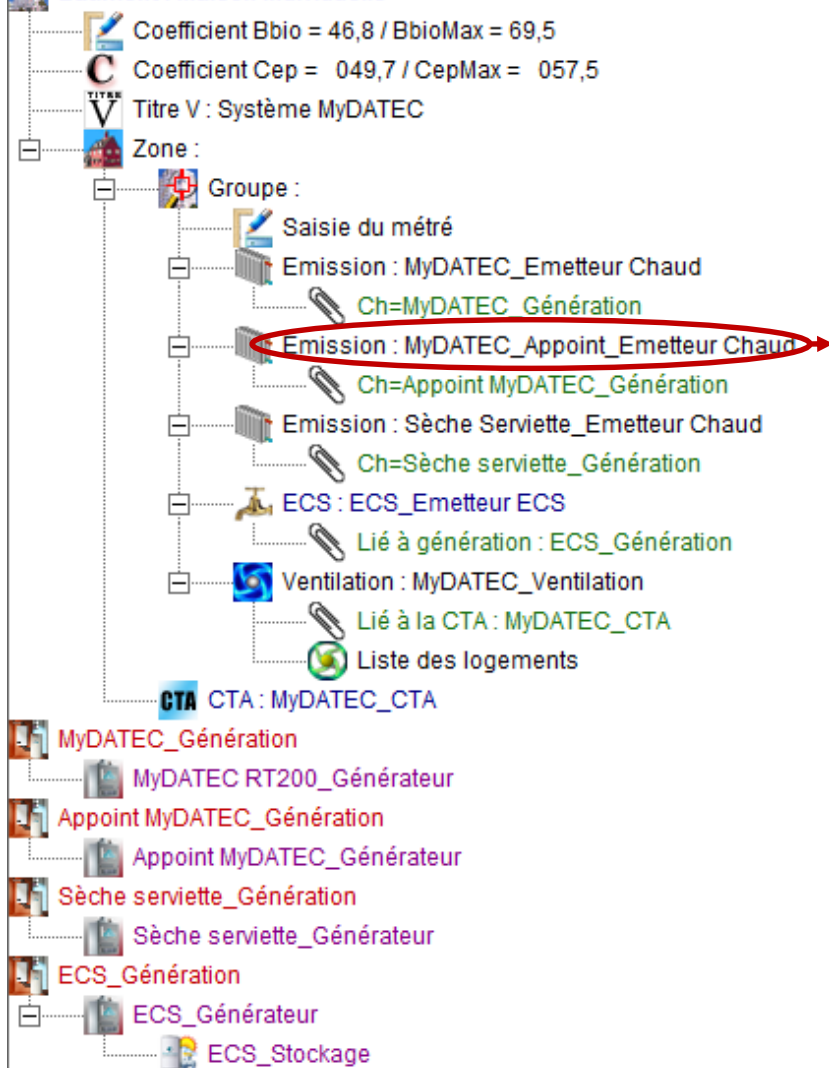 Coefficient Bbio = 46,8 / BbioMax = 69,5
C Coefficient Cep = 049,7 / CepMax = 057,5
TITRE V Titre V : Système MyDATEC
Zone :
Groupe :
Saisie du métré
Emission : MyDATEC_Emetteur Chaud
Ch=MyDATEC_Génération
Emission : MyDATEC_Appoint_Emetteur Chaud
Ch=Appoint MyDATEC_Génération
Emission : Sèche Serviette_Emetteur Chaud
Ch=Sèche serviette_Génération
ECS : ECS_Emetteur ECS
Lié à génération : ECS_Génération
Ventilation : MyDATEC_Ventilation
Lié à la CTA : MyDATEC_CTA
Liste des logements
CTA CTA : MyDATEC_CTA
MyDATEC_Génération
MyDATEC RT200_Générateur
Appoint MyDATEC_Génération
Appoint MyDATEC_Générateur
Sèche serviette_Génération
Sèche serviette_Générateur
ECS_Génération
ECS_Générateur
ECS_Stockage